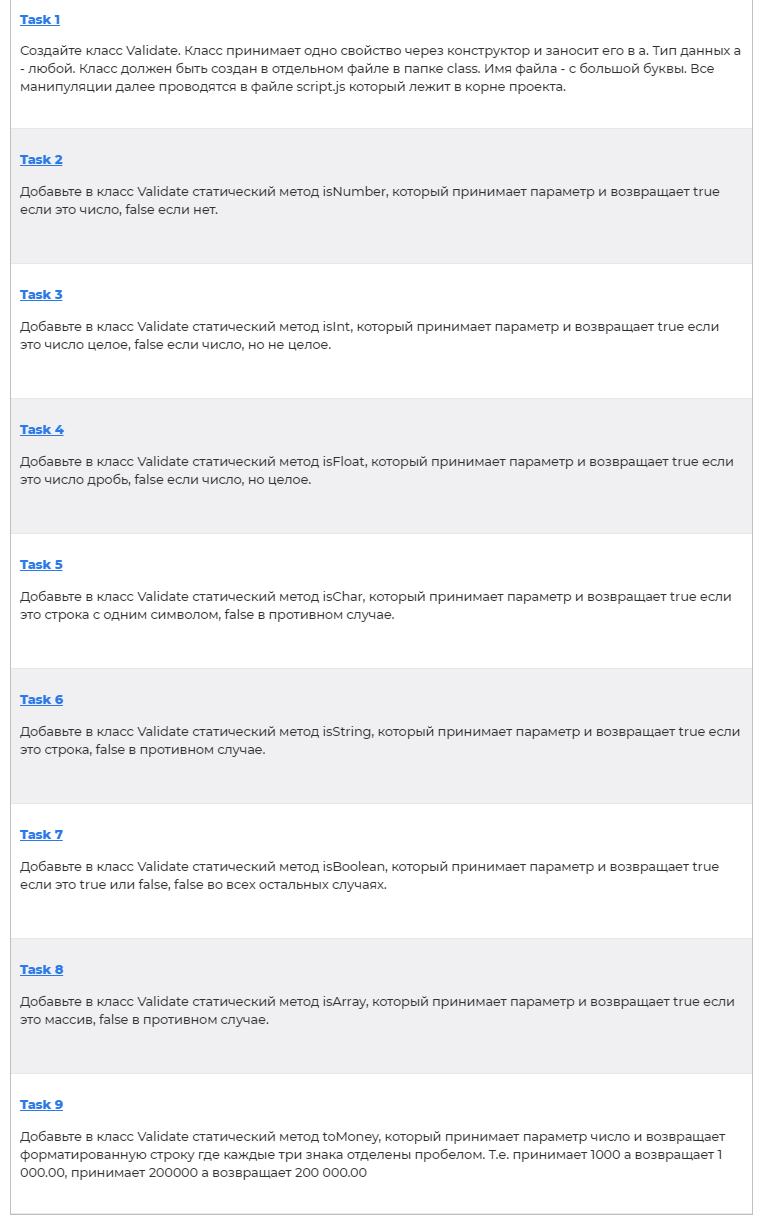 Task 1
Создайте класс Validate. Класс принимает одно свойство через конструктор и заносит его в a. Тип данных a
- любой. Класс должен быть создан в отдельном файле в папке class. Имя файла - с большой буквы. Все
манипуляции далее проводятся в файле script.js который лежит в корне проекта.
Task 2
Добавьте в класс Validate статический метод isNumber, который принимает параметр и возвращает true
если это число, false если нет.
Task 3
Добавьте в класс Validate статический метод isInt, который принимает параметр и возвращает true если
это число целое, false если число, но не целое.
Task 4
Добавьте в класс Validate статический метод isFloat, который принимает параметр и возвращает true если
это число дробь, false если число, но целое.
Task 5
Добавьте в класс Validate статический метод isChar, который принимает параметр и возвращает true если
это строка с одним символом, false в противном случае.
Task 6
Добавьте в класс Validate статический метод isString, который принимает параметр и возвращает true если
это строка, false в противном случае.
Task 7
Добавьте в класс Validate статический метод isBoolean, который принимает параметр и возвращает true
если это true или false, false во всех остальных случаях.
Task 8
Добавьте в класс Validate статический метод isArray, который принимает параметр и возвращает true если
это массив, false в противном случае.
Task 9
Добавьте в класс Validate статический метод toMoney, который принимает параметр число и возвращает
форматированную строку где каждые три знака отделены пробелом. Т.е. принимает 1000 а возвращает 1
000.00, принимает 200000 а возвращает 200 000.00